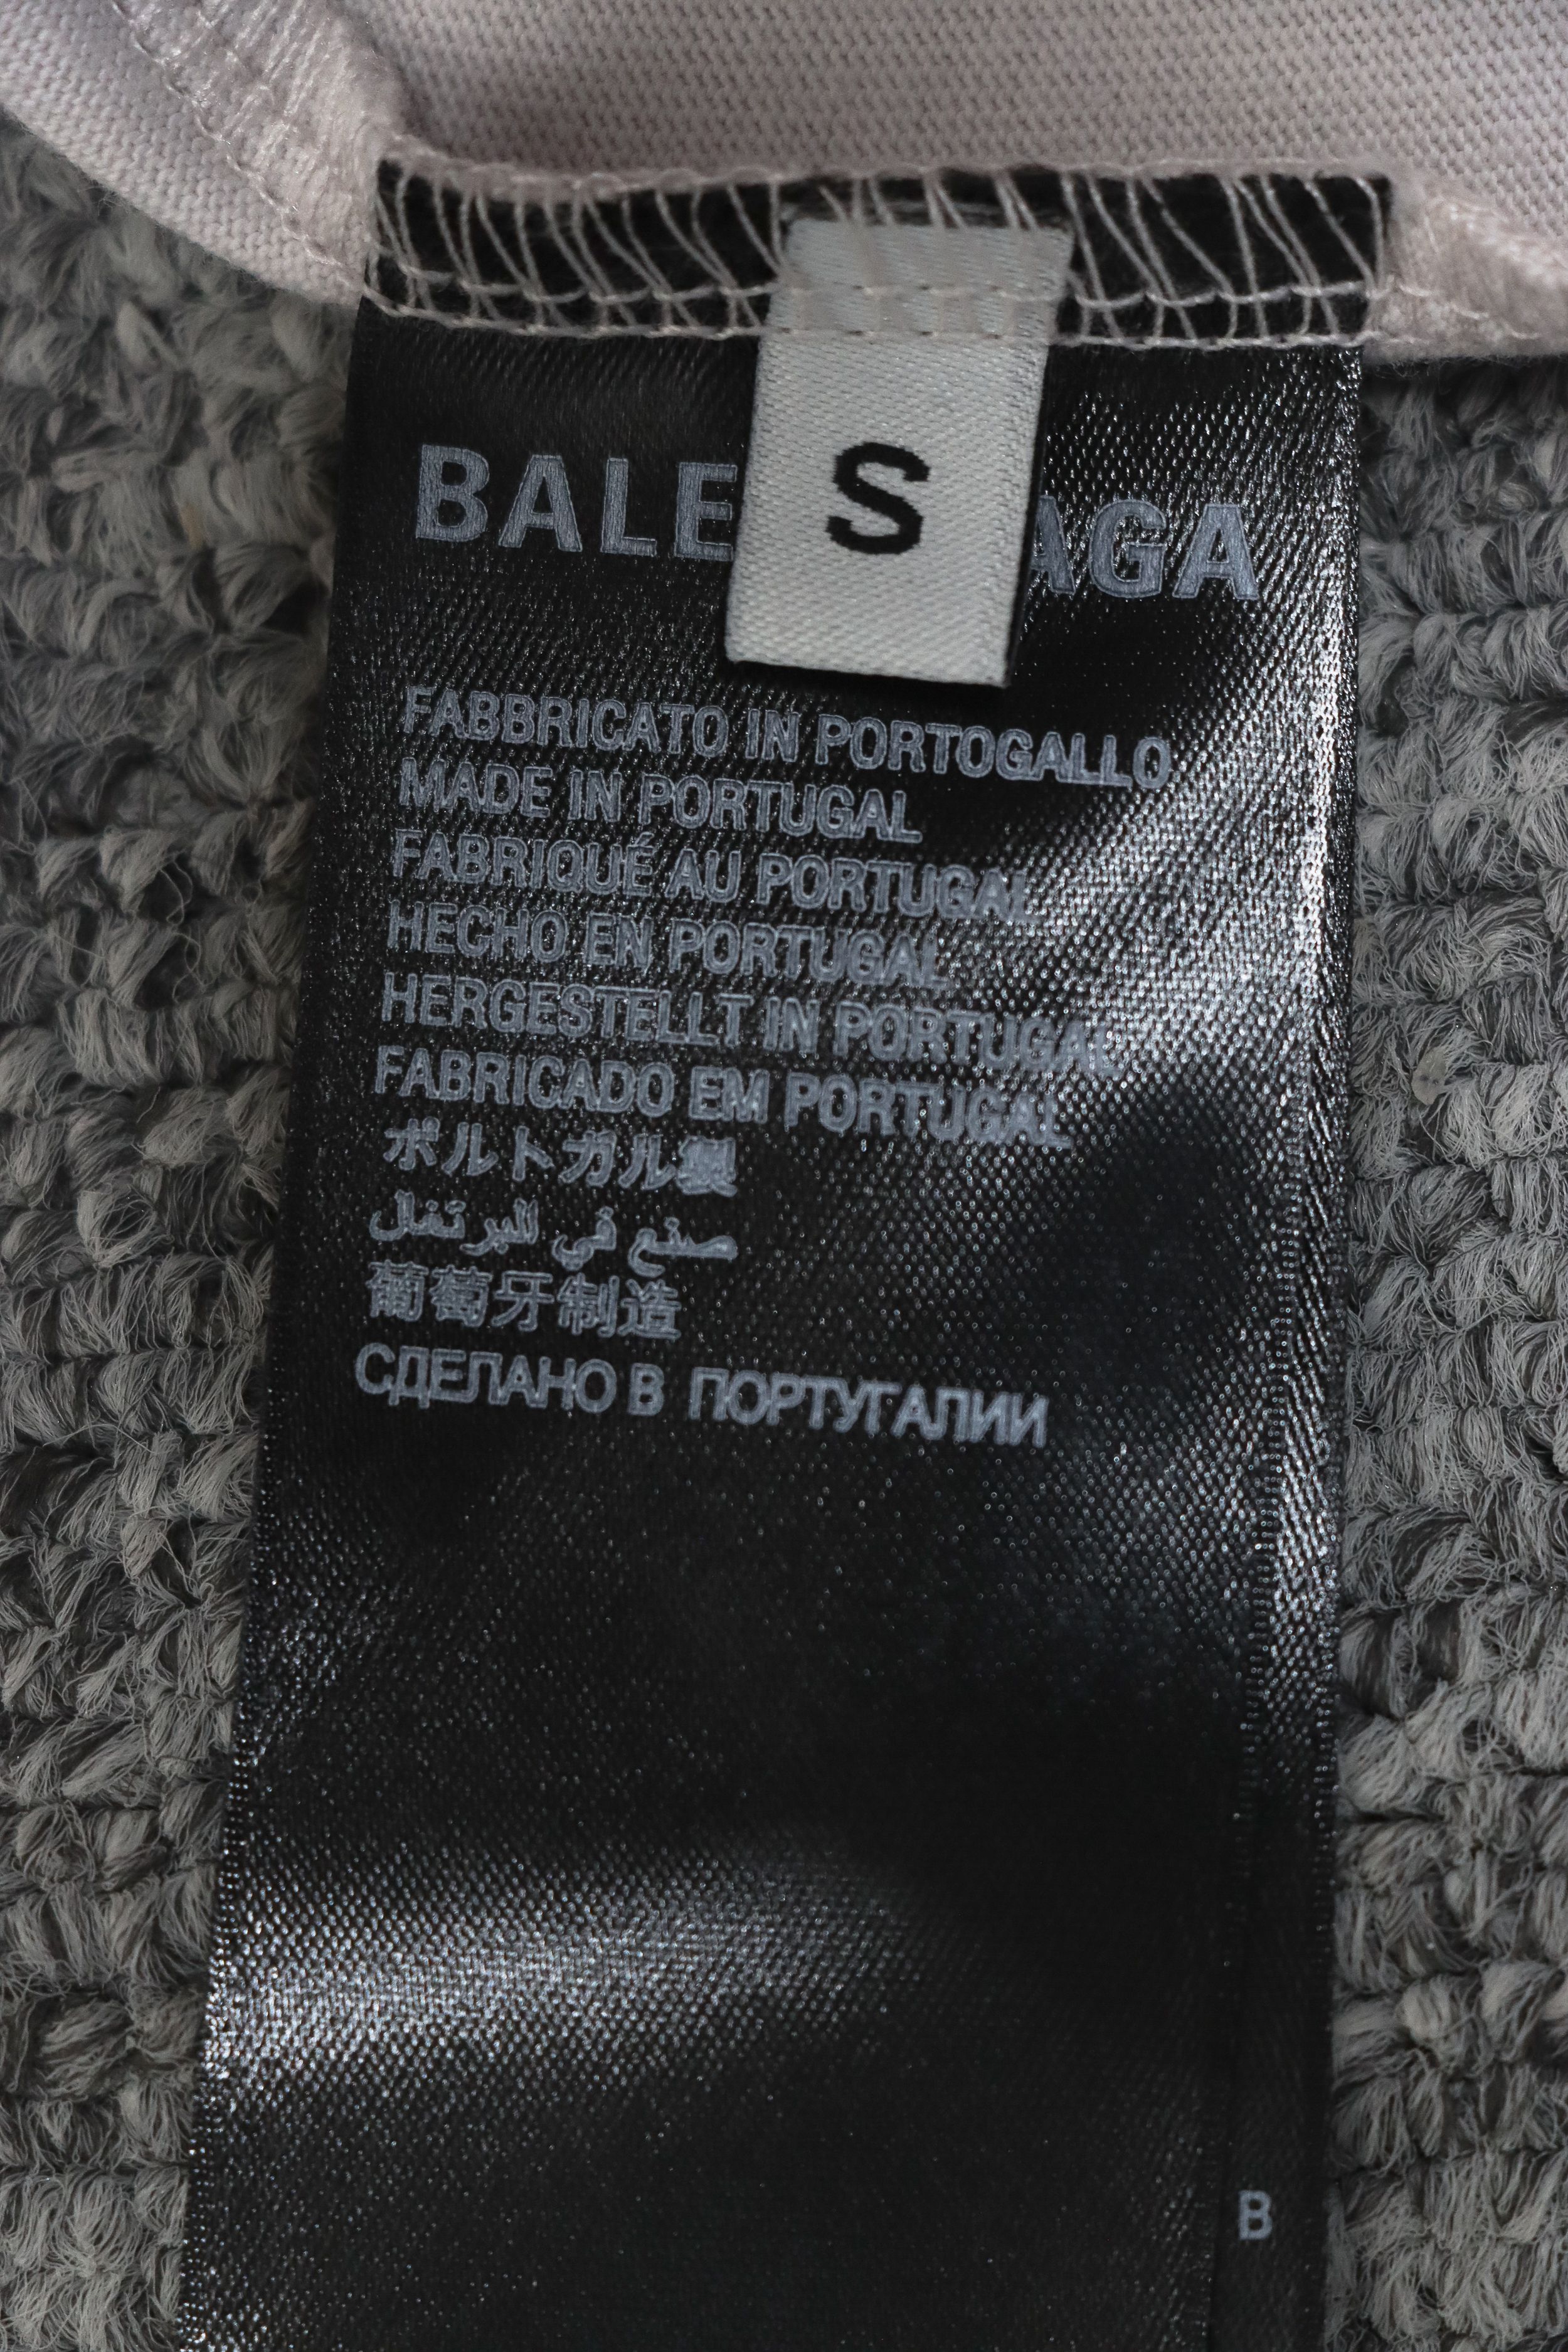 BALE AGA
S
FABBRICATO IN PORTOGALLO
MADE IN PORTUGAL
FABRIQUÉ AU PORTUGAL
HECHO EN PORTUGAL
HERGESTELLT IN PORTUGAL
FABRICADO EM PORTUGAL
ポルトガル製
صنع في البرتغال
葡萄牙制造
СДЕЛАНО В ПОРТУГАЛИИ
B